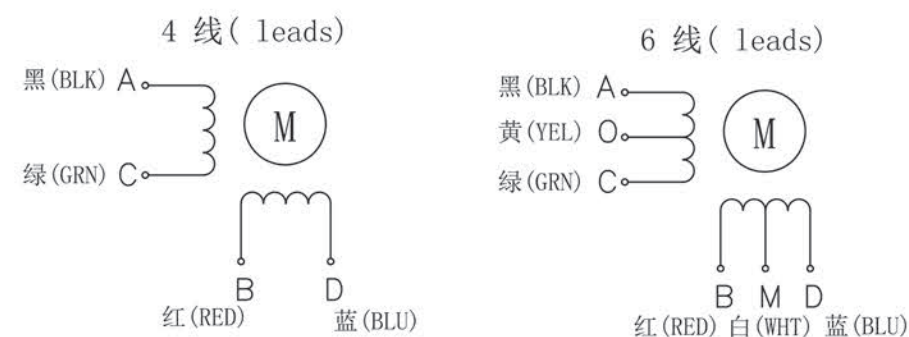 4 线( leads)
黑(BLK) A
M
绿(GRN) C
B D
红(RED) 蓝(BLU)
6 线( leads)
黑(BLK) A
黄(YEL) O
M
绿(GRN) C
B M D
红(RED) 白(WHT) 蓝(BLU)